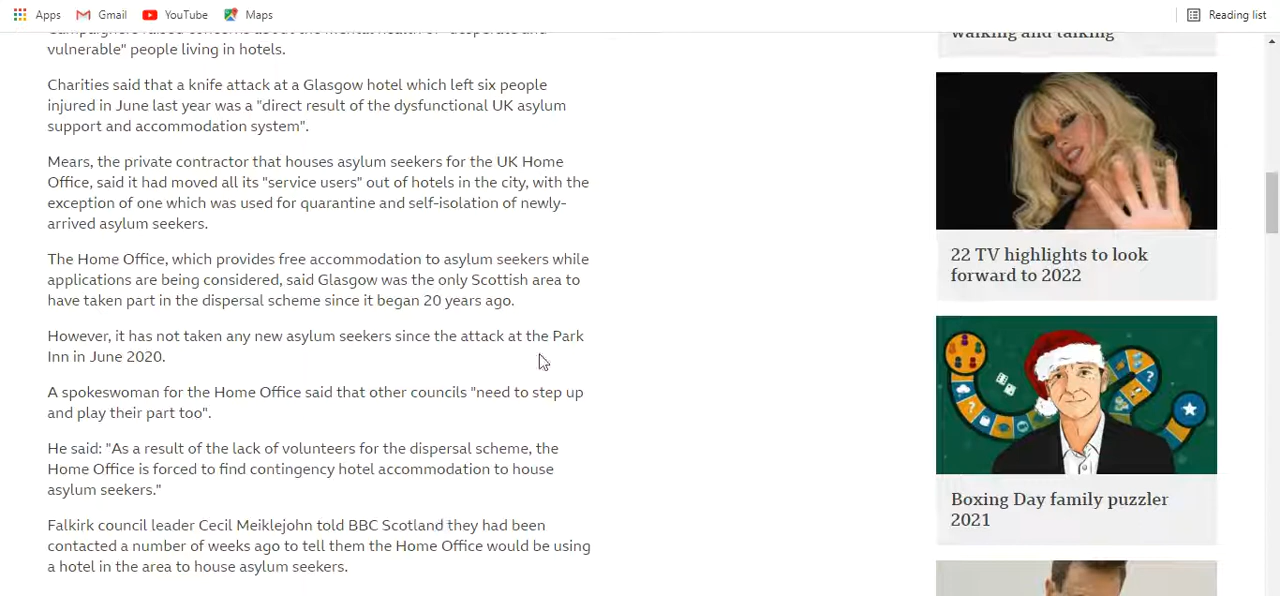 Apps Gmail YouTube Maps Reading list
vulnerable" people living in hotels.
Charities said that a knife attack at a Glasgow hotel which left six people
injured in June last year was a "direct result of the dysfunctional UK asylum
support and accommodation system".
Mears, the private contractor that houses asylum seekers for the UK Home
Office, said it had moved all its "service users" out of hotels in the city, with the
exception of one which was used for quarantine and self-isolation of newly-
arrived asylum seekers.
The Home Office, which provides free accommodation to asylum seekers while
applications are being considered, said Glasgow was the only Scottish area to
have taken part in the dispersal scheme since it began 20 years ago.
However, it has not taken any new asylum seekers since the attack at the Park
Inn in June 2020.
A spokeswoman for the Home Office said that other councils "need to step up
and play their part too".
He said: "As a result of the lack of volunteers for the dispersal scheme, the
Home Office is forced to find contingency hotel accommodation to house
asylum seekers."
Falkirk council leader Cecil Meiklejohn told BBC Scotland they had been
contacted a number of weeks ago to tell them the Home Office would be using
a hotel in the area to house asylum seekers.
walking and talking
22 TV highlights to look
forward to 2022
Boxing Day family puzzler
2021